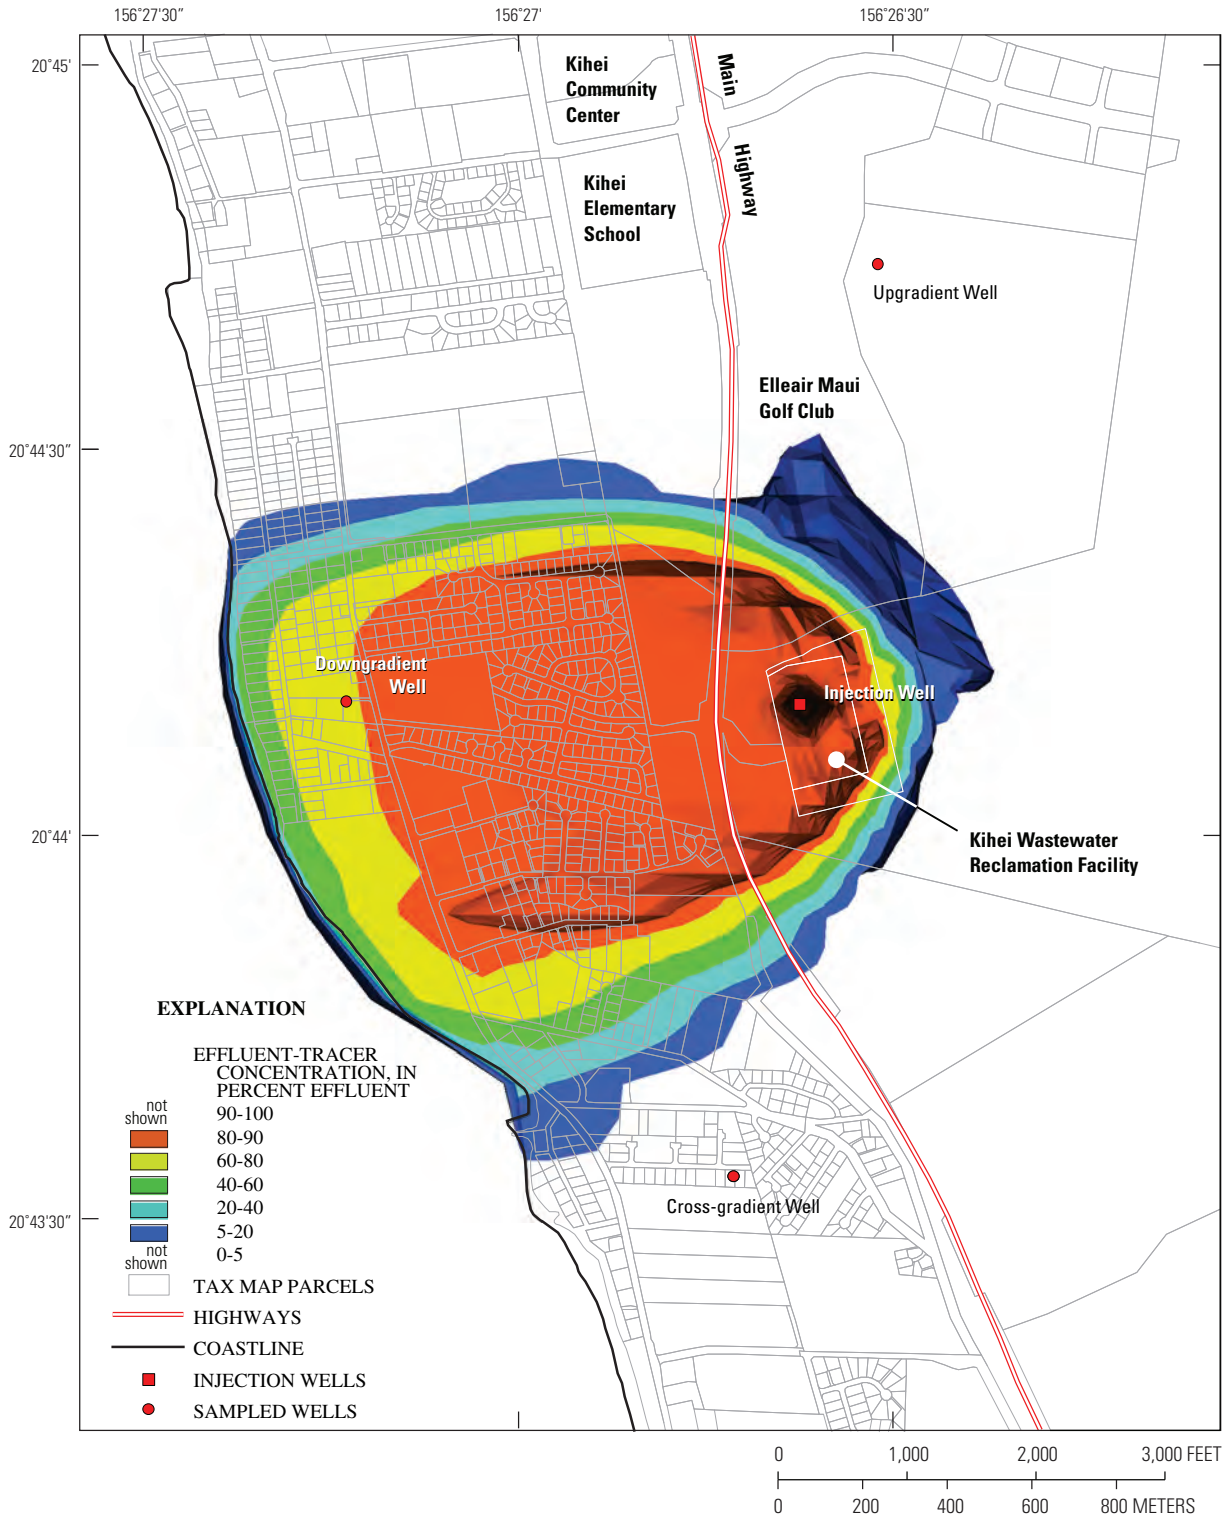 156°27'30"
156°27'
156°26'30"
20°45'
Kihei
Community
Center
Main
Highway
Kihei
Elementary
School
Upgradient Well
Elleair Maui
Golf Club
20°44'30"
Downgradient
Well
Injection Well
20°44'
Kihei Wastewater
Reclamation Facility
EXPLANATION
EFFLUENT-TRACER
CONCENTRATION, IN
PERCENT EFFLUENT
not
shown
90-100
80-90
60-80
40-60
20-40
5-20
not
shown
0-5
Cross-gradient Well
20°43'30"
TAX MAP PARCELS
HIGHWAYS
COASTLINE
INJECTION WELLS
SAMPLED WELLS
0 1,000 2,000 3,000 FEET
0 200 400 600 800 METERS